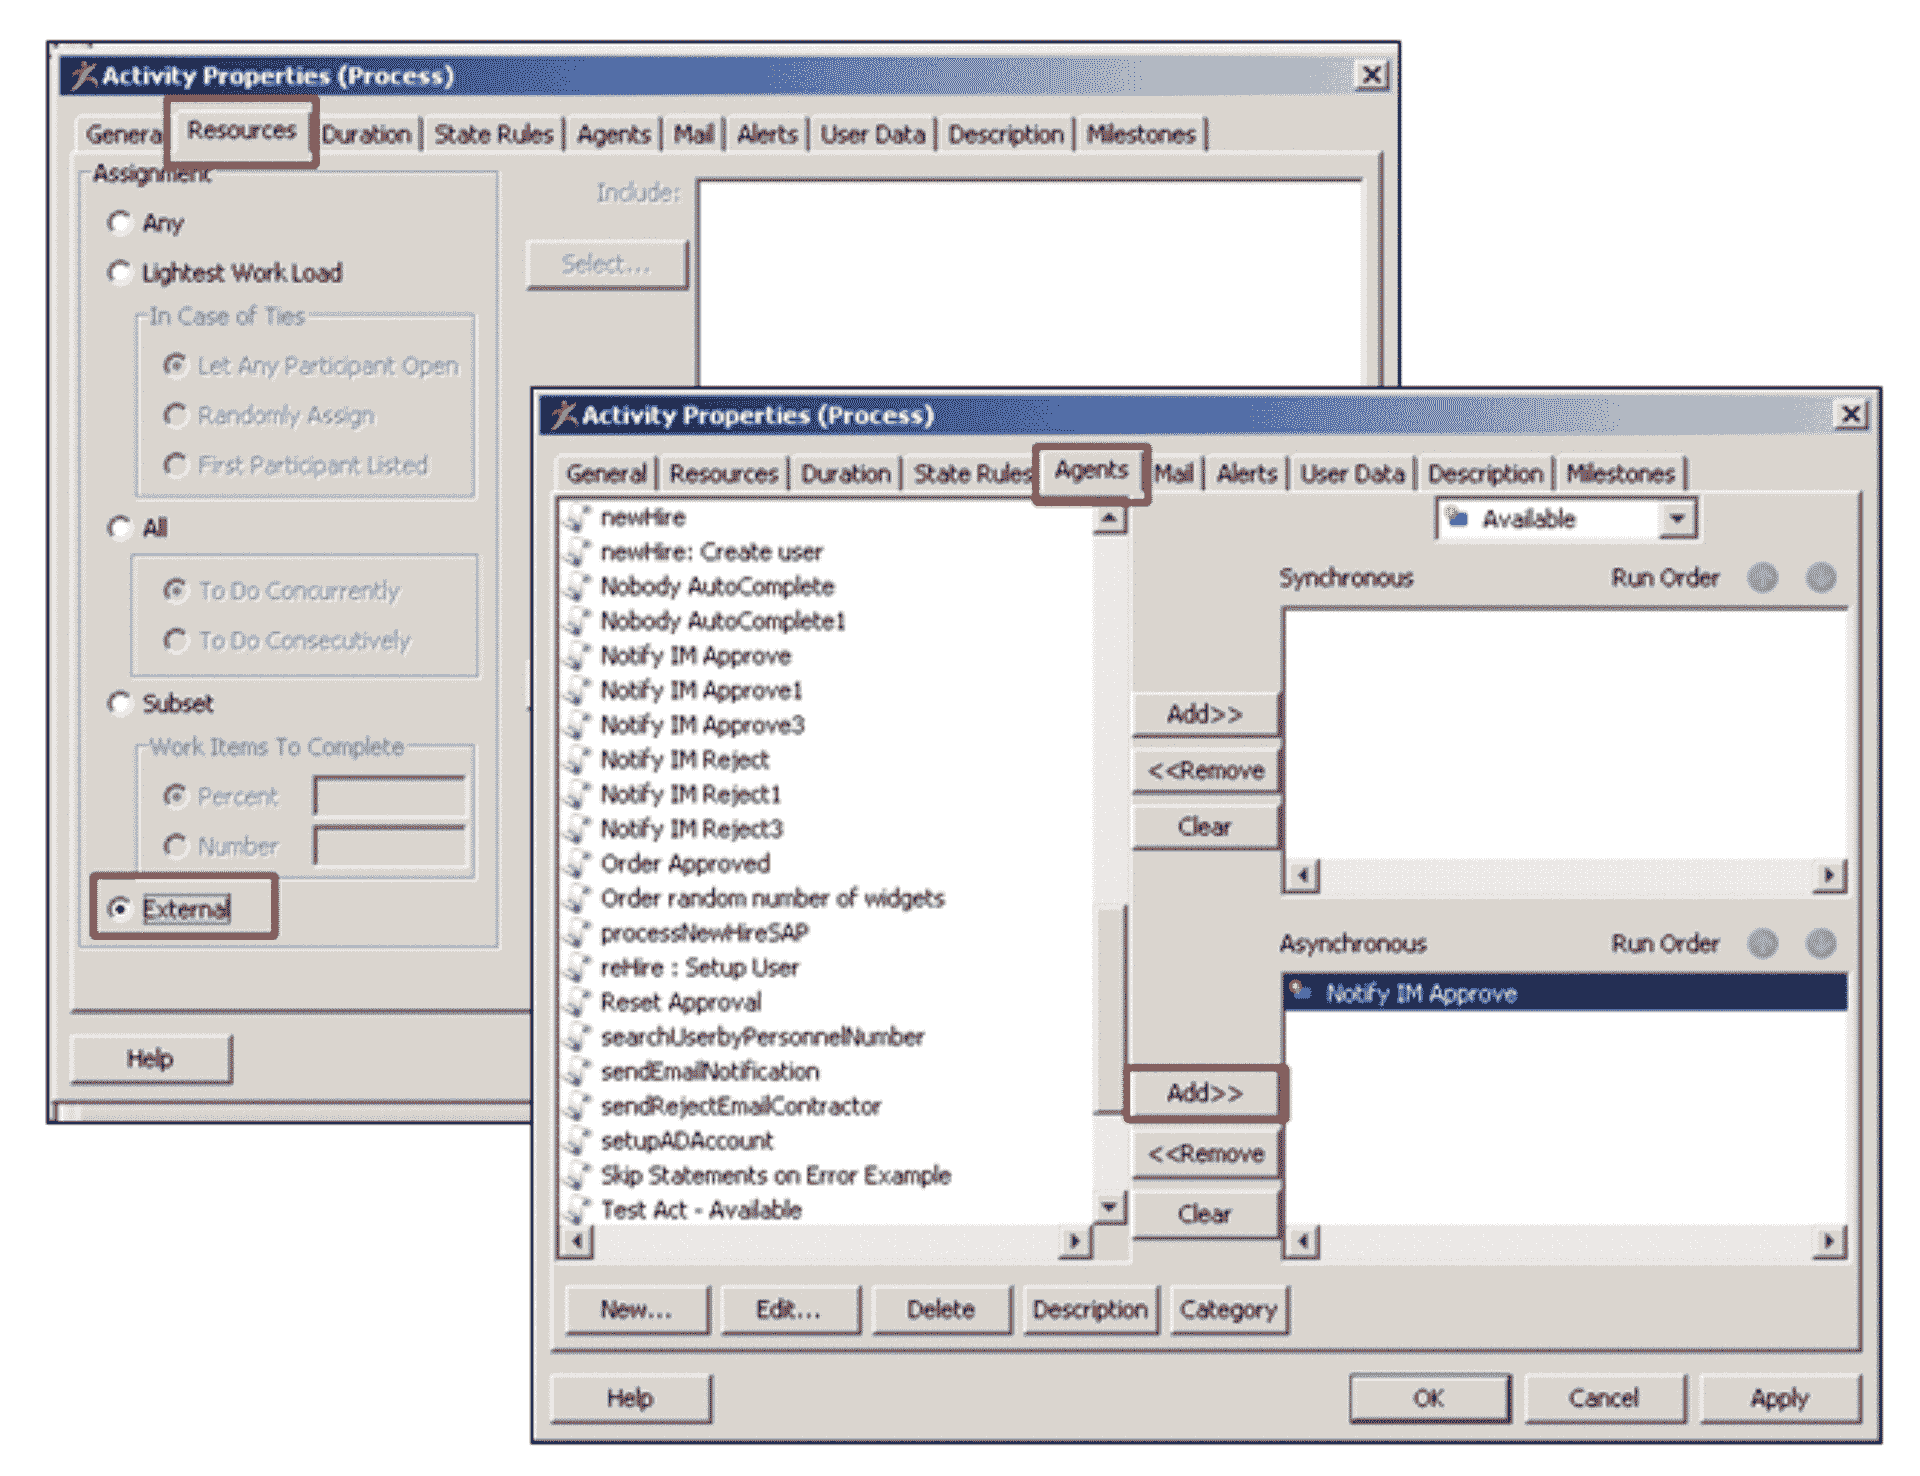 Activity Properties (Process)
General Resources Duration State Rules Agents Mail Alerts User Data Description Milestones
Assignment
Any
Lightest Work Load
In Case of Ties
Let Any Participant Open
Randomly Assign
First Participant Listed
All
To Do Concurrently
To Do Consecutively
Subset
Work Items To Complete
Percent
Number
External
Include:
Select...
Help
Activity Properties (Process)
General Resources Duration State Rules Agents Mail Alerts User Data Description Milestones
newHire
newHire: Create user
Nobody AutoComplete
Nobody AutoComplete1
Notify IM Approve
Notify IM Approve1
Notify IM Approve3
Notify IM Reject
Notify IM Reject1
Notify IM Reject3
Order Approved
Order random number of widgets
processNewHireSAP
reHire : Setup User
Reset Approval
searchUserbyPersonnelNumber
sendEmailNotification
sendRejectEmailContractor
setupADAccount
Skip Statements on Error Example
Test Act - Available
Available
Synchronous Run Order
Add>>
<<Remove
Clear
Asynchronous Run Order
Notify IM Approve
Add>>
<<Remove
Clear
New... Edit... Delete Description Category
Help OK Cancel Apply